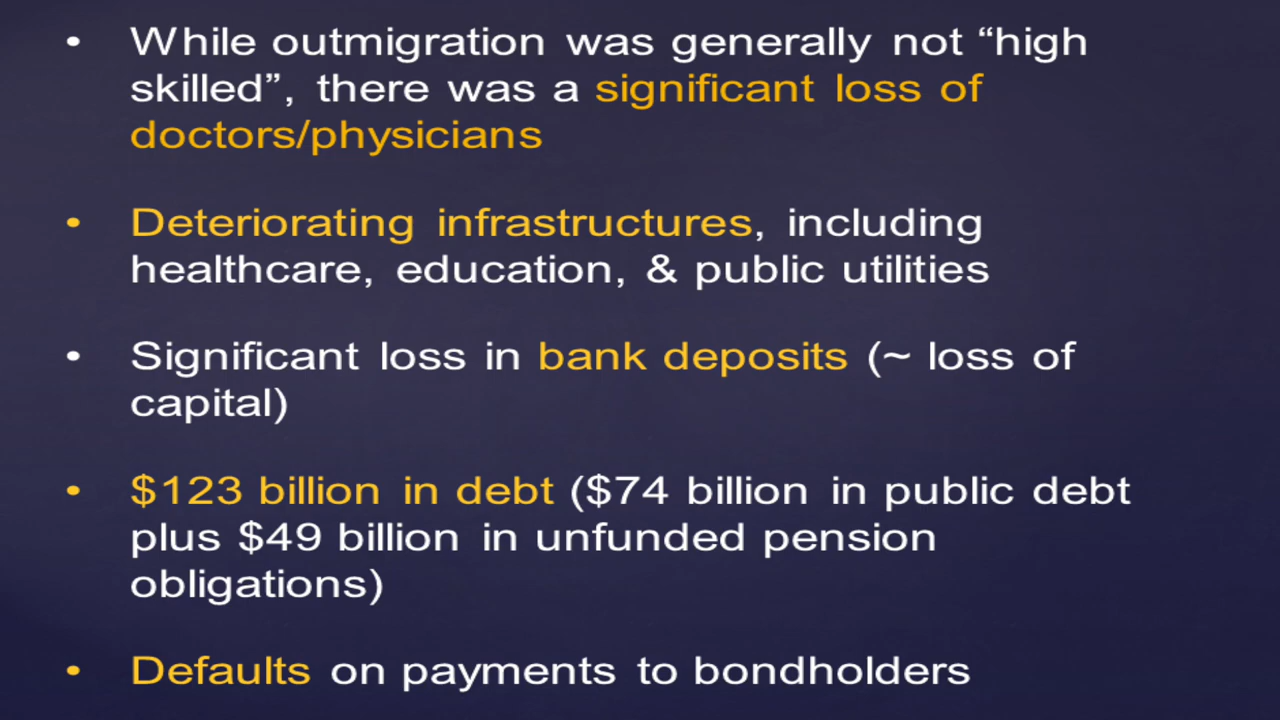 • While outmigration was generally not “high
skilled”, there was a significant loss of
doctors/physicians
• Deteriorating infrastructures, including
healthcare, education, & public utilities
• Significant loss in bank deposits (~ loss of
capital)
• $123 billion in debt ($74 billion in public debt
plus $49 billion in unfunded pension
obligations)
• Defaults on payments to bondholders